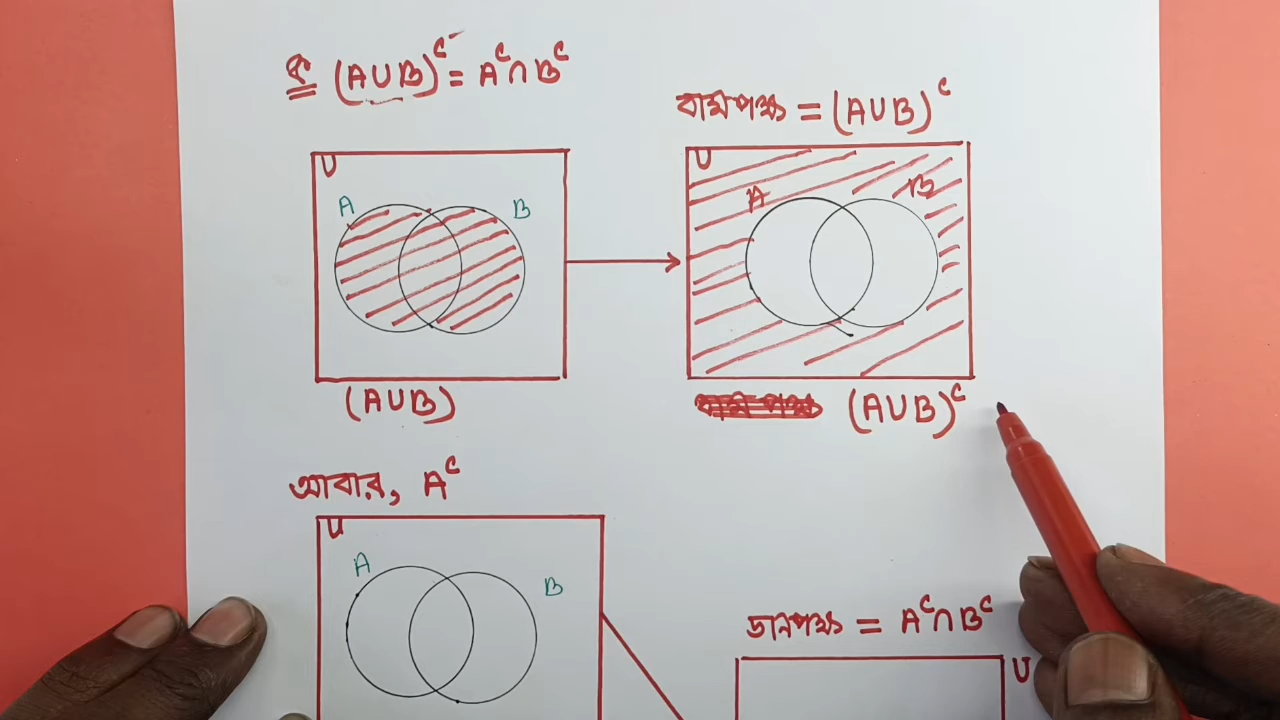 ক (A∪B)ᶜ = Aᶜ∩Bᶜ
বামপক্ষ = (A∪B)ᶜ
U
A
B
(A∪B)
U
A
B
(A∪B)ᶜ
আবার, Aᶜ
U
A
B
ডানপক্ষ = Aᶜ∩Bᶜ
U